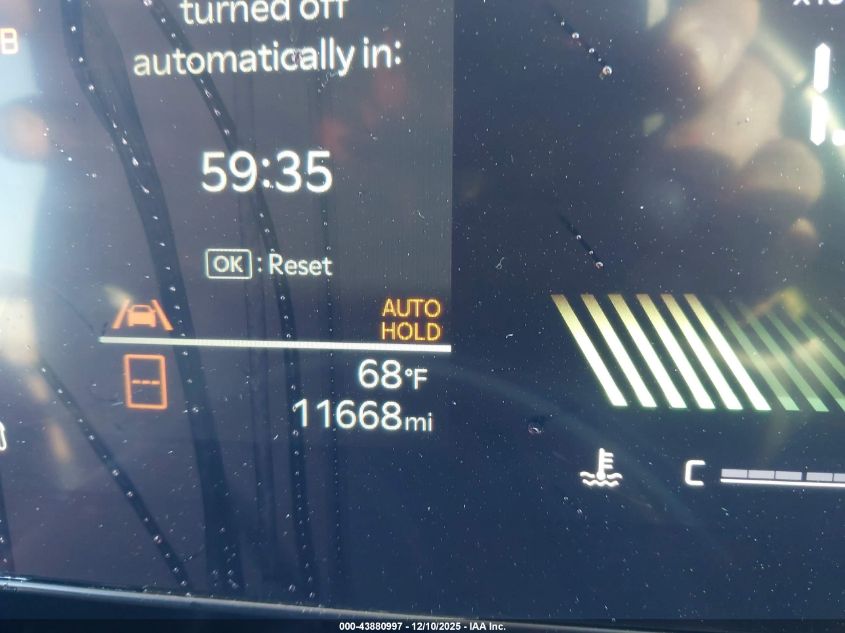 turned off
automatically in:
B
59:35
OK : Reset
AUTO
HOLD
68°F
11668mi
C
000-43880997 - 12/10/2025 - IAA Inc.